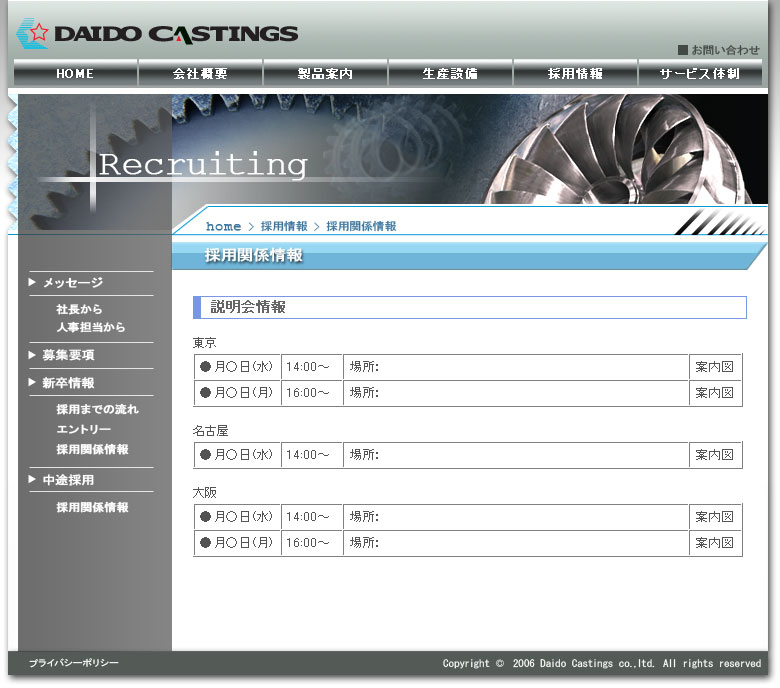 DAIDO CASTINGS
■お問い合わせ
HOME
会社概要
製品案内
生産設備
採用情報
サービス体制
Recruiting
home > 採用情報 > 採用関係情報
採用関係情報
メッセージ
社長から
人事担当から
募集要項
新卒情報
採用までの流れ
エントリー
採用関係情報
中途採用
採用関係情報
説明会情報
東京
●月〇日(水) 14:00～ 場所: 案内図
●月〇日(月) 16:00～ 場所: 案内図
名古屋
●月〇日(水) 14:00～ 場所: 案内図
大阪
●月〇日(水) 14:00～ 場所: 案内図
●月〇日(月) 16:00～ 場所: 案内図
プライバシーポリシー
Copyright © 2006 Daido Castings co.,ltd. All rights reserved